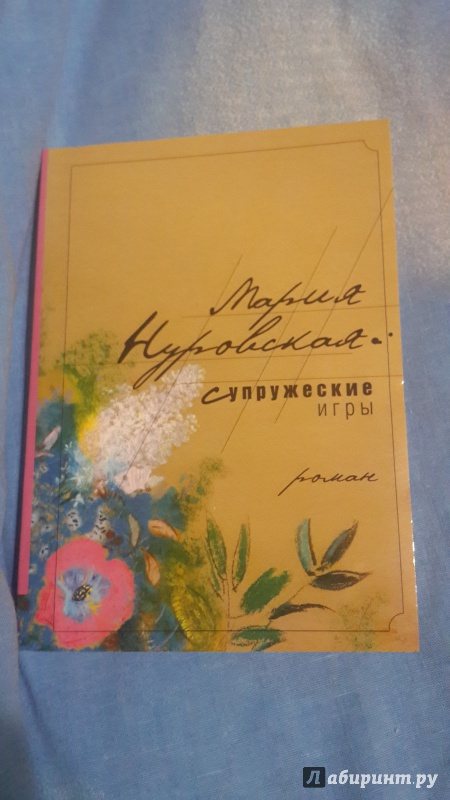 Мария
Нуровская.
супружеские
игры
роман
Лабиринт.ру